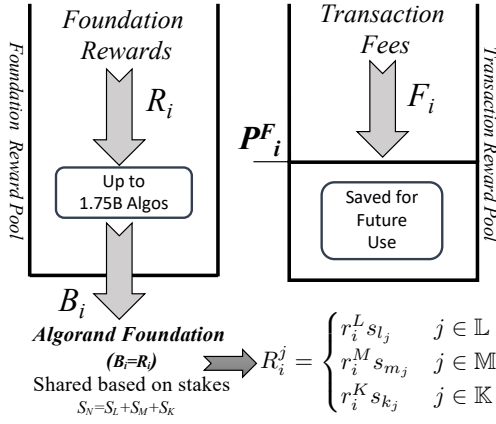 Foundation
Rewards
R_i
Foundation Reward Pool
Up to
1.75B Algos
B_i
Transaction
Fees
F_i
P^F_i
Transaction Reward Pool
Saved for
Future
Use
Algorand Foundation
(B_i=R_i)
Shared based on stakes
S_N=S_L+S_M+S_K
R_i^j = {
r_i^L s_{l_j} j ∈ 𝕃
r_i^M s_{m_j} j ∈ 𝕄
r_i^K s_{k_j} j ∈ 𝕂